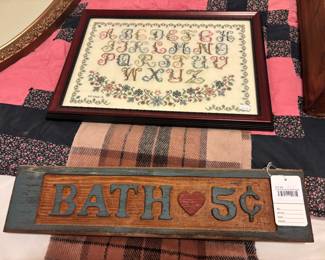 ABCDEFGH
IJKLMNO
PQRSTUV
WXYZ
BATH ❤ 5¢